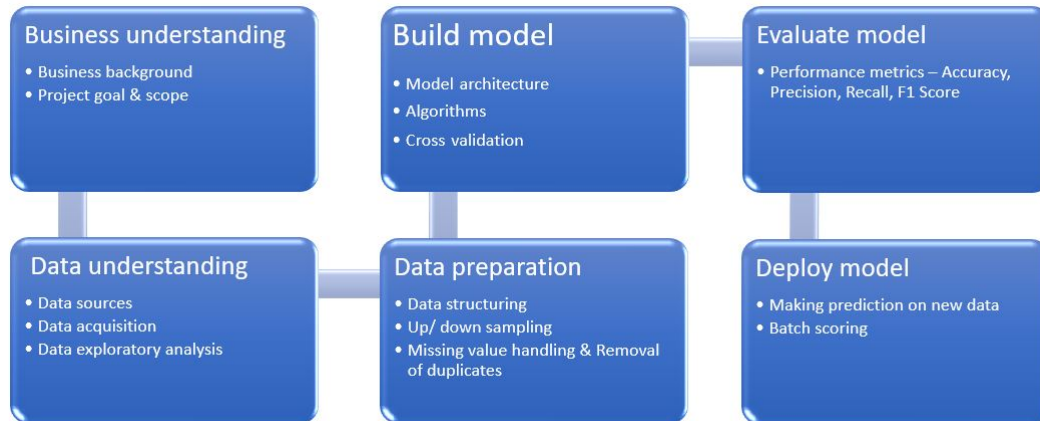 Business understanding
• Business background
• Project goal & scope
Data understanding
• Data sources
• Data acquisition
• Data exploratory analysis
Data preparation
• Data structuring
• Up/ down sampling
• Missing value handling & Removal
of duplicates
Build model
• Model architecture
• Algorithms
• Cross validation
Evaluate model
• Performance metrics – Accuracy,
Precision, Recall, F1 Score
Deploy model
• Making prediction on new data
• Batch scoring